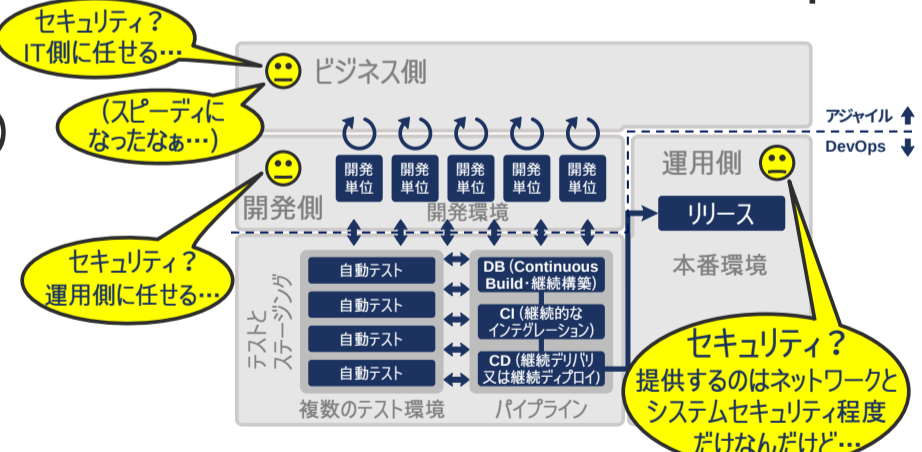 セキュリティ?
IT側に任せる…
(スピーディに
なったなぁ…)
ビジネス側
アジャイル
DevOps
開発側
開発
単位
開発
単位
開発
単位
開発
単位
開発
単位
開発環境
運用側
リリース
本番環境
セキュリティ?
運用側に任せる…
テストと
ステージング
自動テスト
自動テスト
自動テスト
自動テスト
複数のテスト環境
DB (Continuous
Build・継続構築)
CI (継続的な
インテグレーション)
CD (継続デリバリ
又は継続ディプロイ)
パイプライン
セキュリティ?
提供するのはネットワークと
システムセキュリティ程度
だけなんだけど…